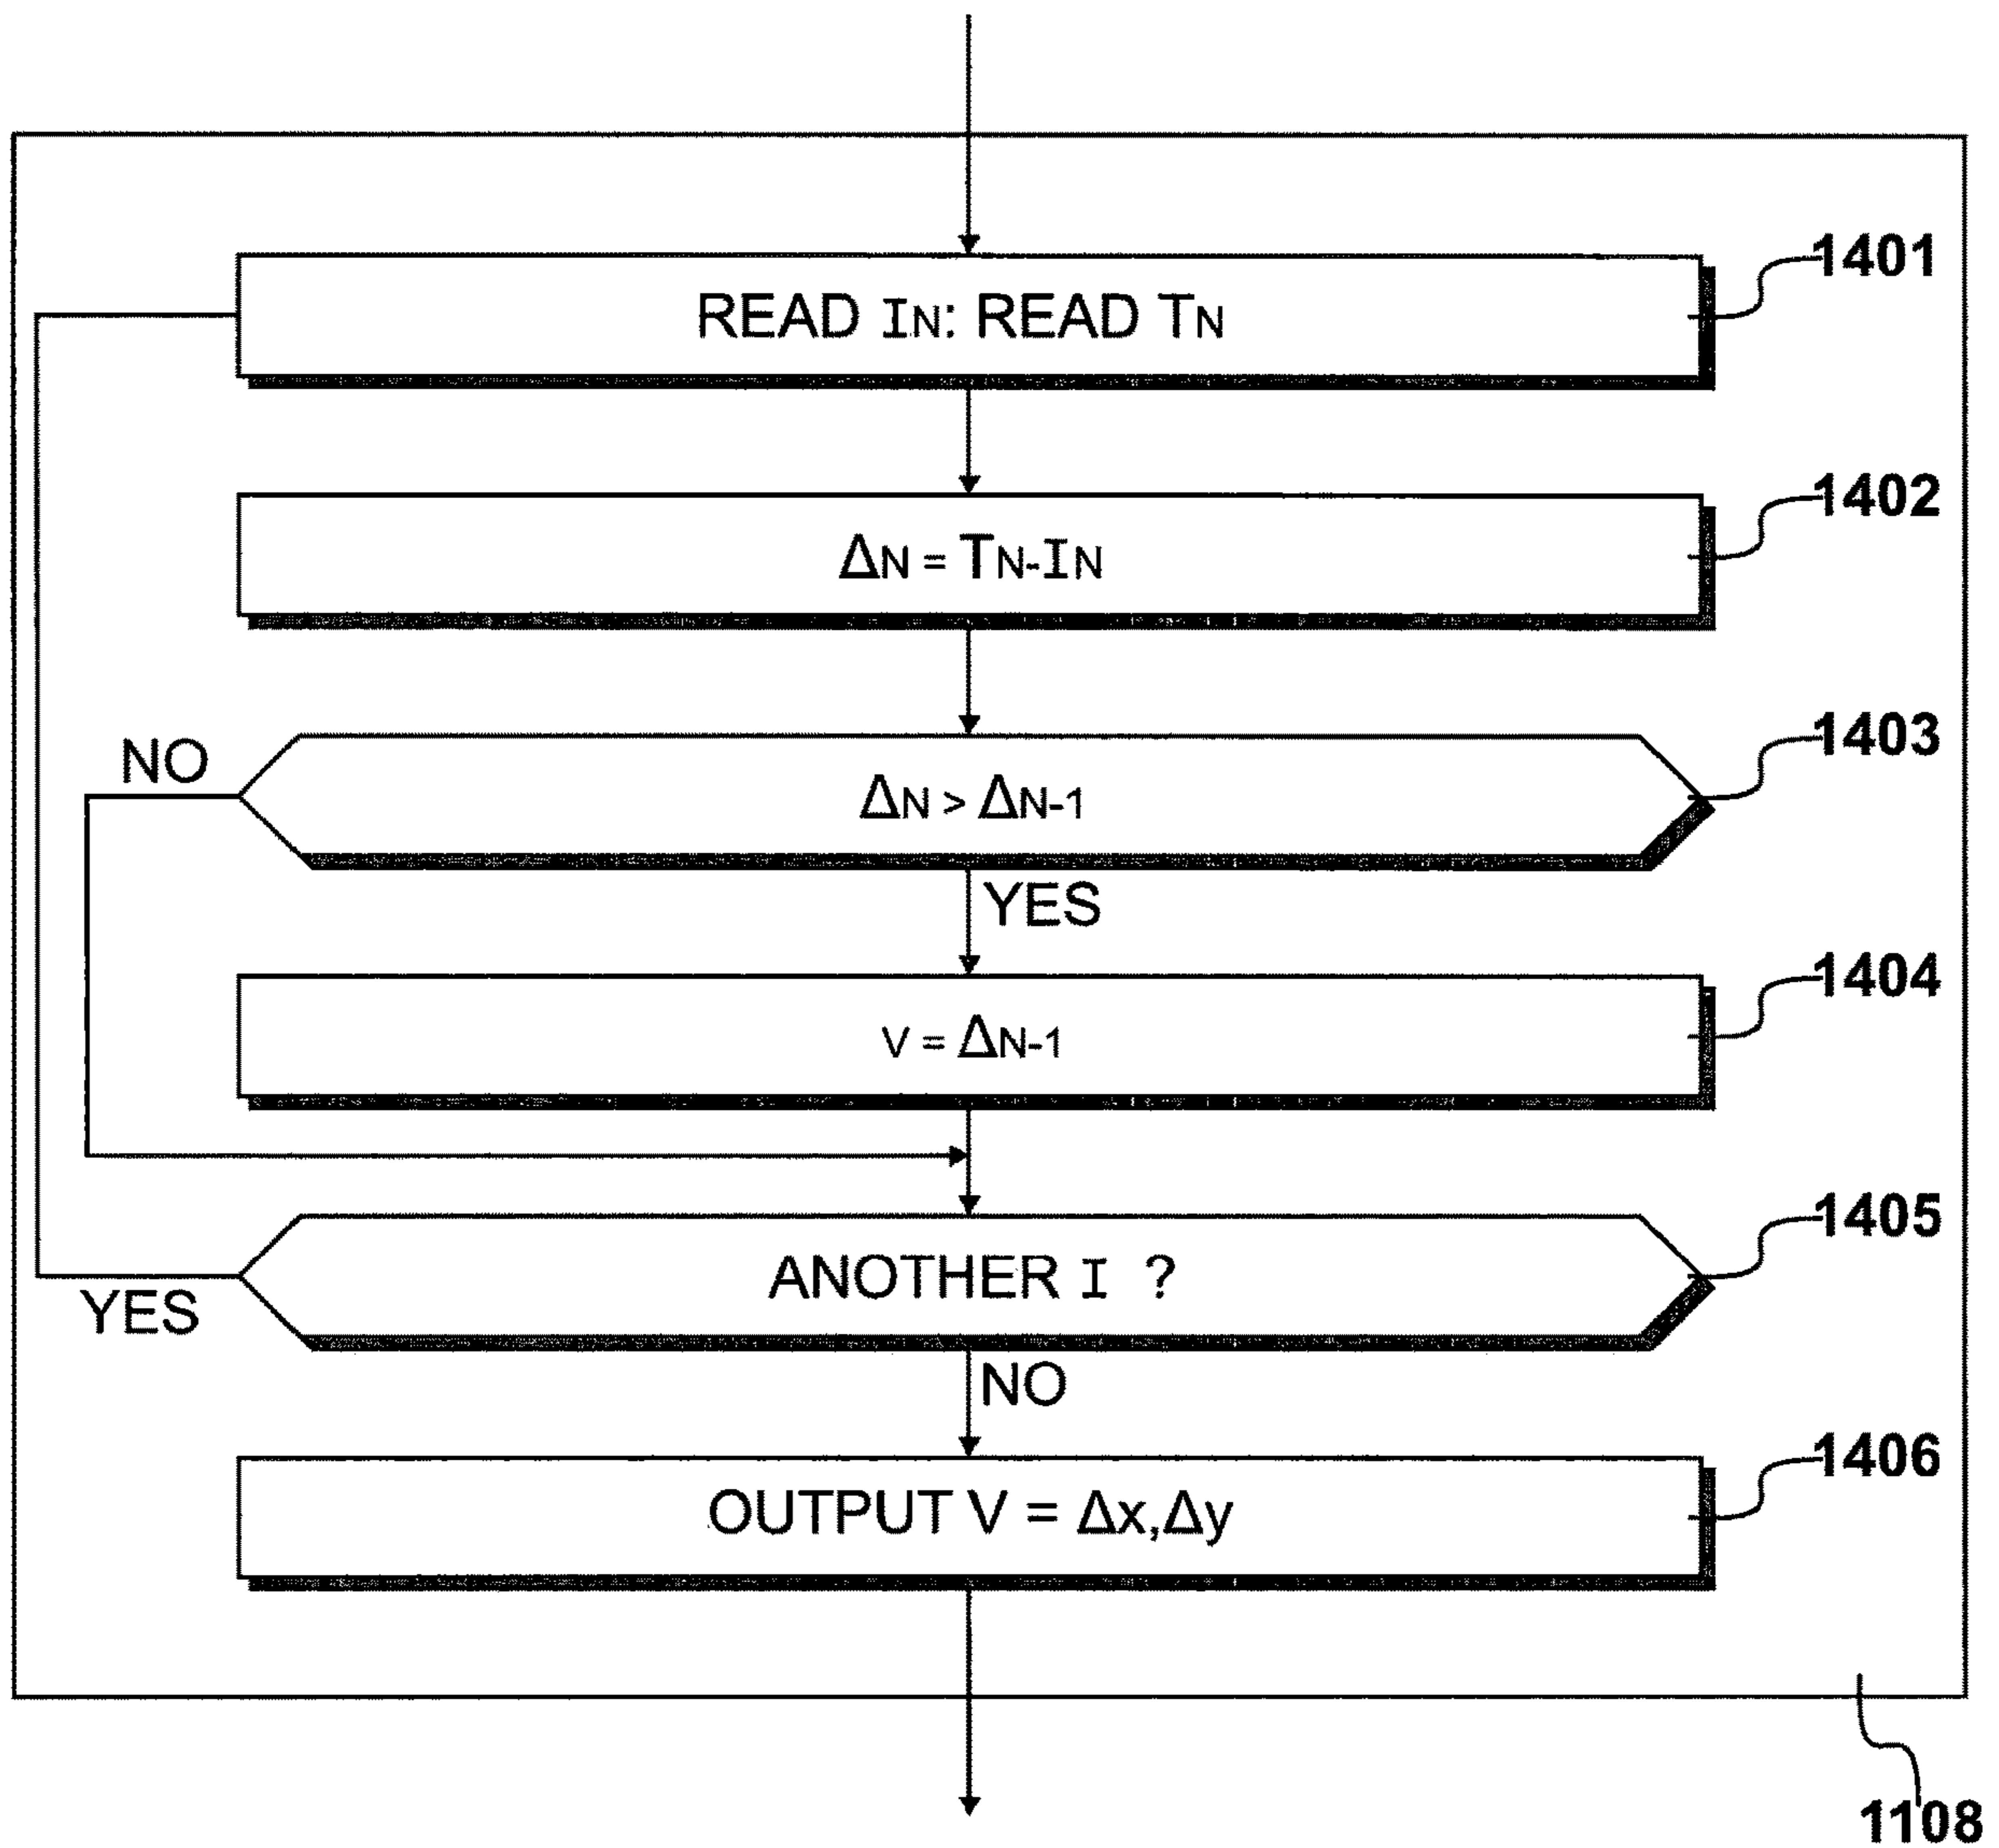 1401
READ IN: READ TN
1402
ΔN = TN-IN
1403
NO
ΔN > ΔN-1
YES
1404
V = ΔN-1
1405
ANOTHER I ?
YES
NO
1406
OUTPUT V = Δx,Δy
1108